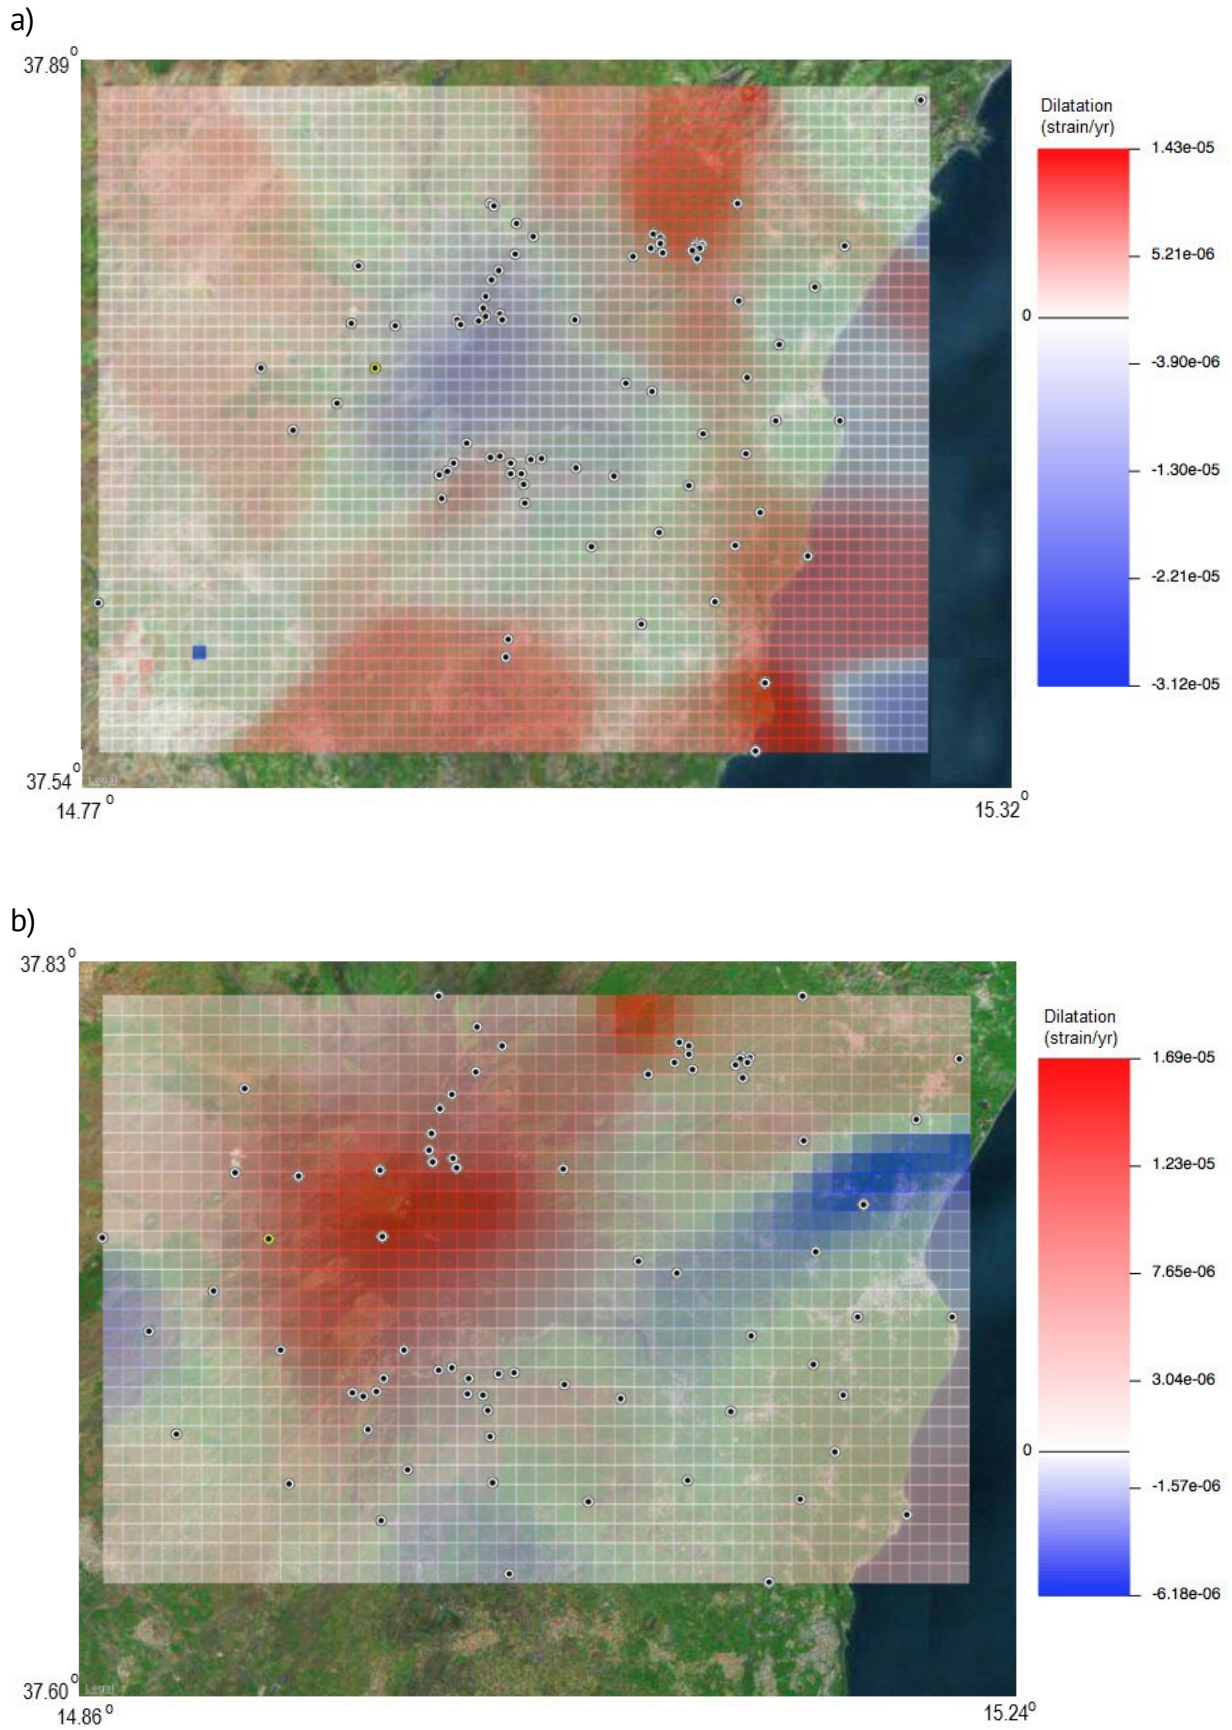 a)
37.89°
Dilatation
(strain/yr)
1.43e-05
5.21e-06
0
-3.90e-06
-1.30e-05
-2.21e-05
-3.12e-05
37.54°
Legal
14.77°
15.32°
b)
37.83°
Dilatation
(strain/yr)
1.69e-05
1.23e-05
7.65e-06
3.04e-06
0
-1.57e-06
-6.18e-06
37.60°
Legal
14.86°
15.24°